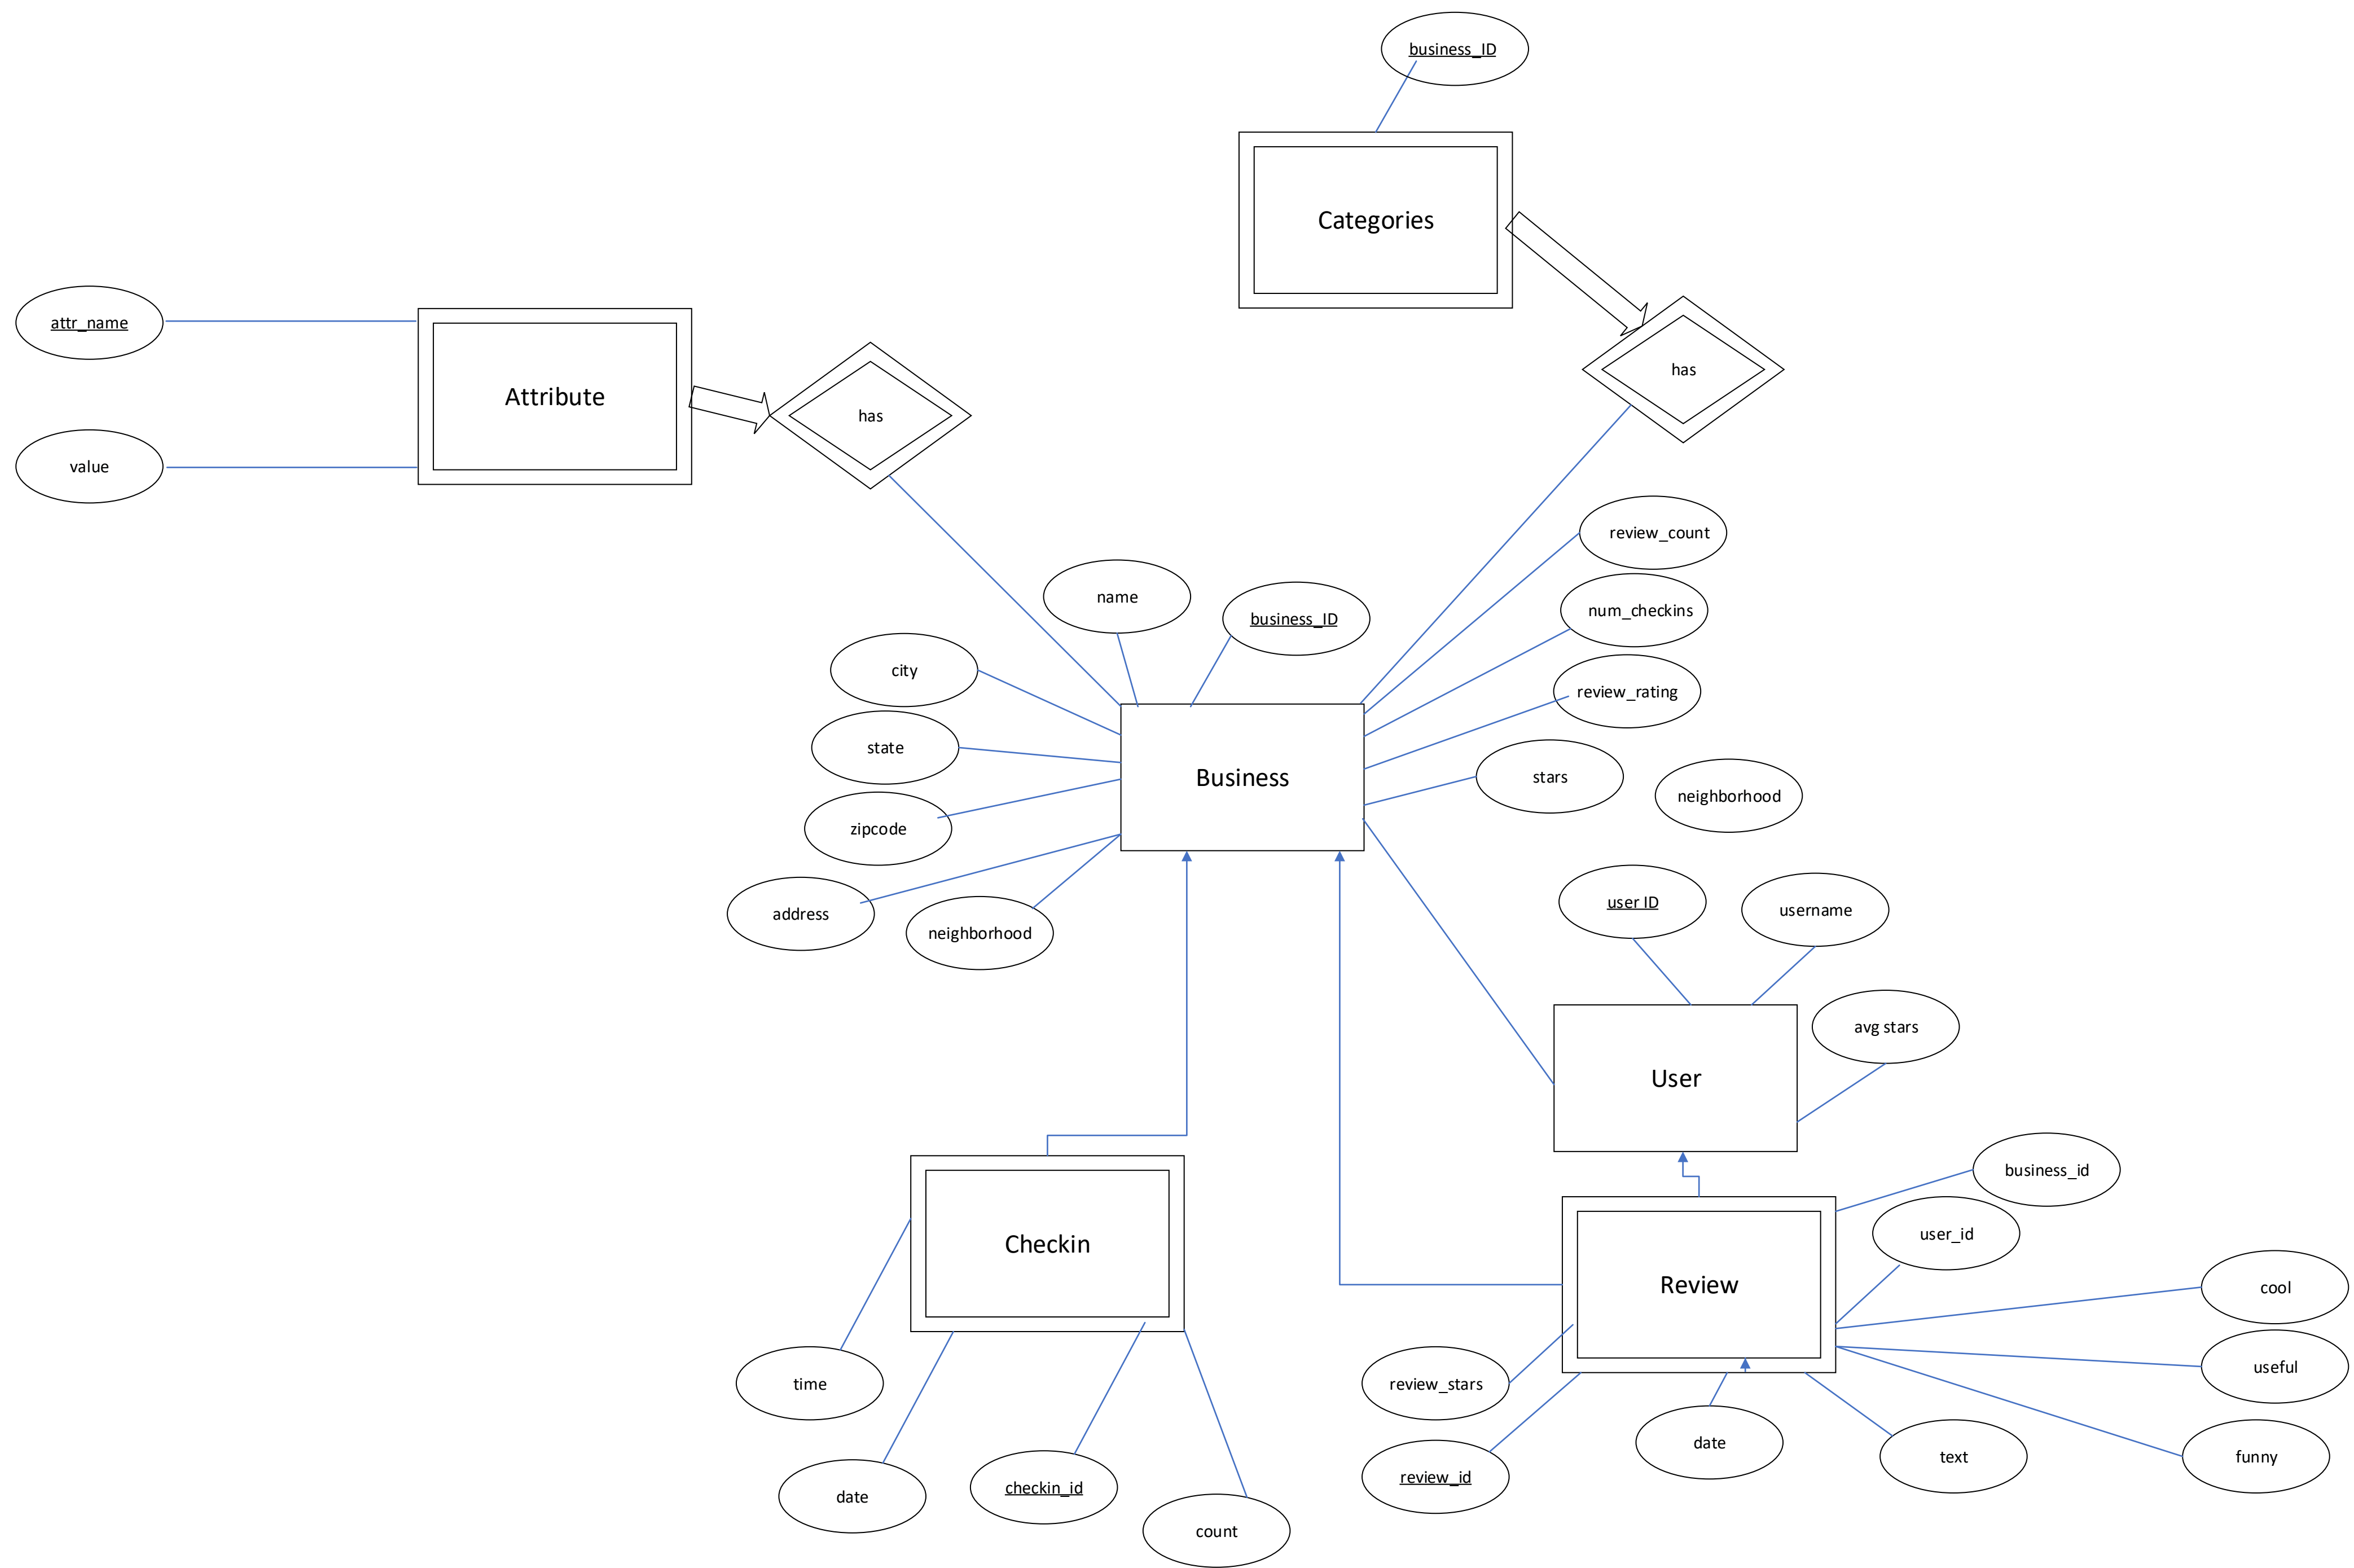 business_ID
Categories
attr_name
Attribute
has
has
value
review_count
name
business_ID
num_checkins
city
review_rating
state
Business
stars
neighborhood
zipcode
address
neighborhood
user ID
username
avg stars
User
business_id
user_id
Checkin
Review
cool
useful
time
review_stars
date
text
funny
review_id
date
checkin_id
count